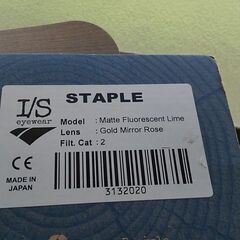 I/S
eyewear
STAPLE
Model : Matte Fluorescent Lime
Lens : Gold Mirror Rose
Filt. Cat : 2
CE
MADE IN
JAPAN
3132020